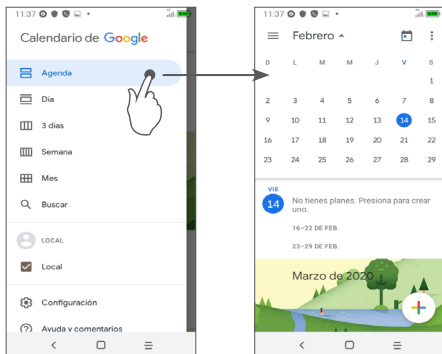 11:37
Calendario de Google
Agenda
Día
3 días
Semana
Mes
Buscar
LOCAL
Local
Configuración
Ayuda y comentarios
11:37
Febrero
D L M M J V S
1
2 3 4 5 6 7 8
9 10 11 12 13 14 15
16 17 18 19 20 21 22
23 24 25 26 27 28 29
VIE
14
No tienes planes. Presiona para crear
uno.
16–22 DE FEB.
23–29 DE FEB.
Marzo de 2020